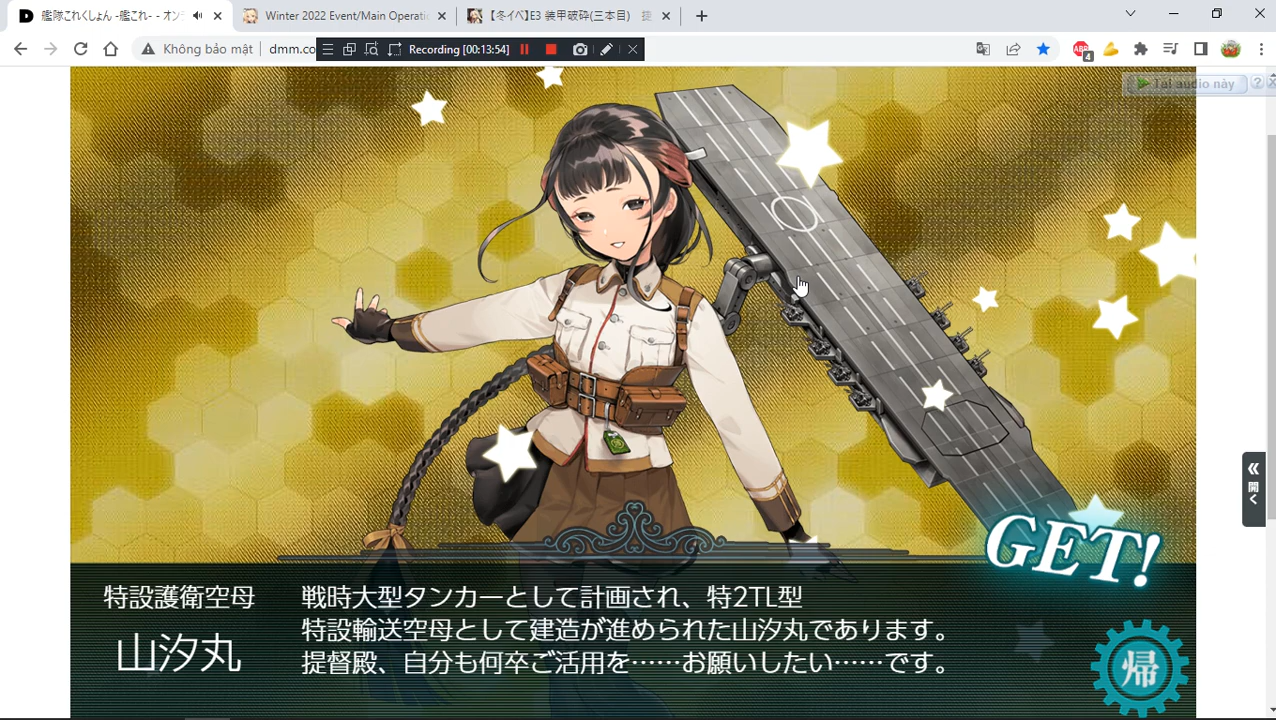 艦隊これくしょん -艦これ- - オン
Winter 2022 Event/Main Operatio
【冬イベ】E3 装甲破砕(三本目)
Không bảo mật
dmm.co
Recording [00:13:54]
ABP
4
Tải audio này
?
開
く
GET!
特設護衛空母
山汐丸
戦時大型タンカーとして計画され、特2TL型
特設輸送空母として建造が進められた山汐丸であります。
提督殿、自分も何卒ご活用を……お願いしたい……です。
帰